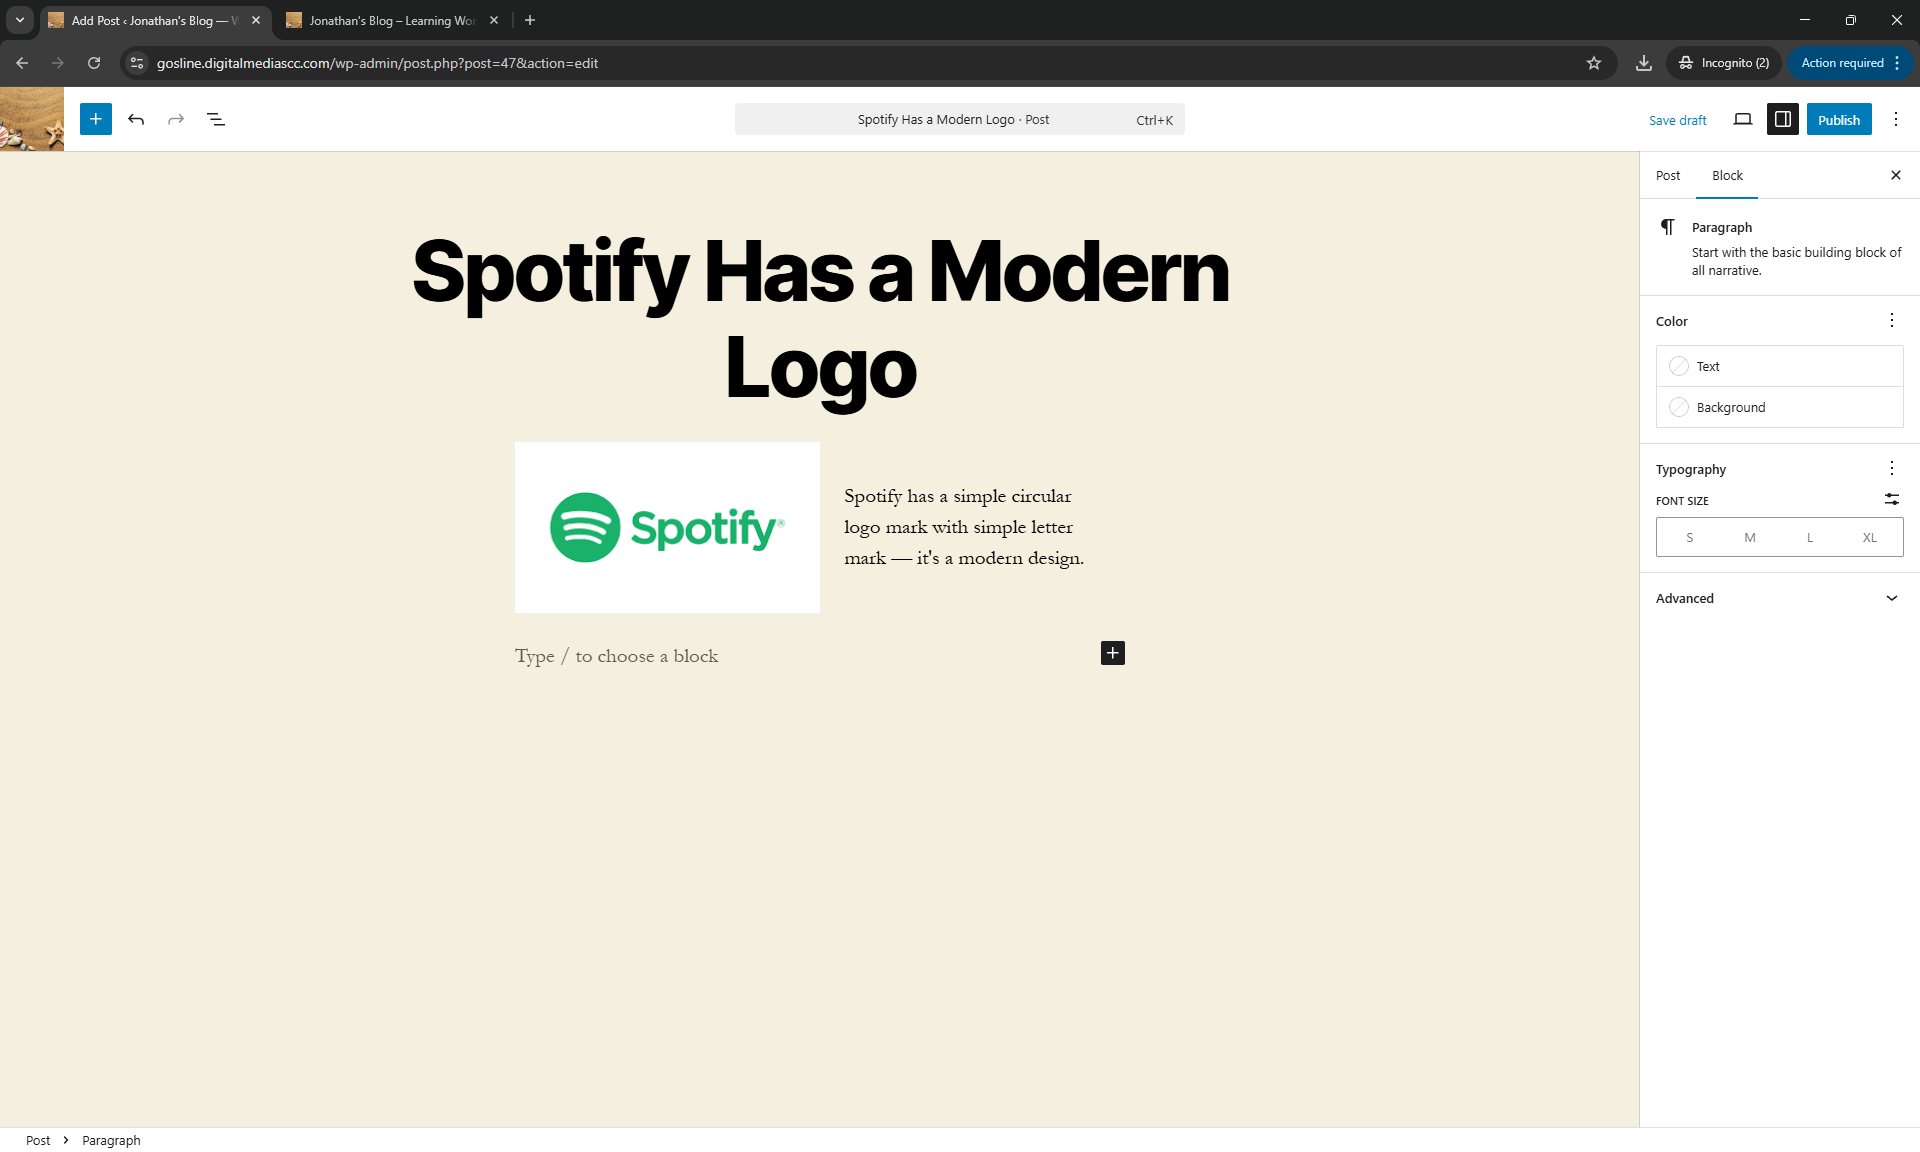 Add Post ‹ Jonathan's Blog — W
Jonathan's Blog – Learning Wor
gosline.digitalmediascc.com/wp-admin/post.php?post=47&action=edit
Incognito (2)
Action required
Spotify Has a Modern Logo · Post
Ctrl+K
Save draft
Publish
Post
Block
Paragraph
Start with the basic building block of
all narrative.
Color
Text
Background
Typography
FONT SIZE
S M L XL
Advanced
Spotify Has a Modern
Logo
Spotify®
Spotify has a simple circular
logo mark with simple letter
mark — it's a modern design.
Type / to choose a block
Post › Paragraph